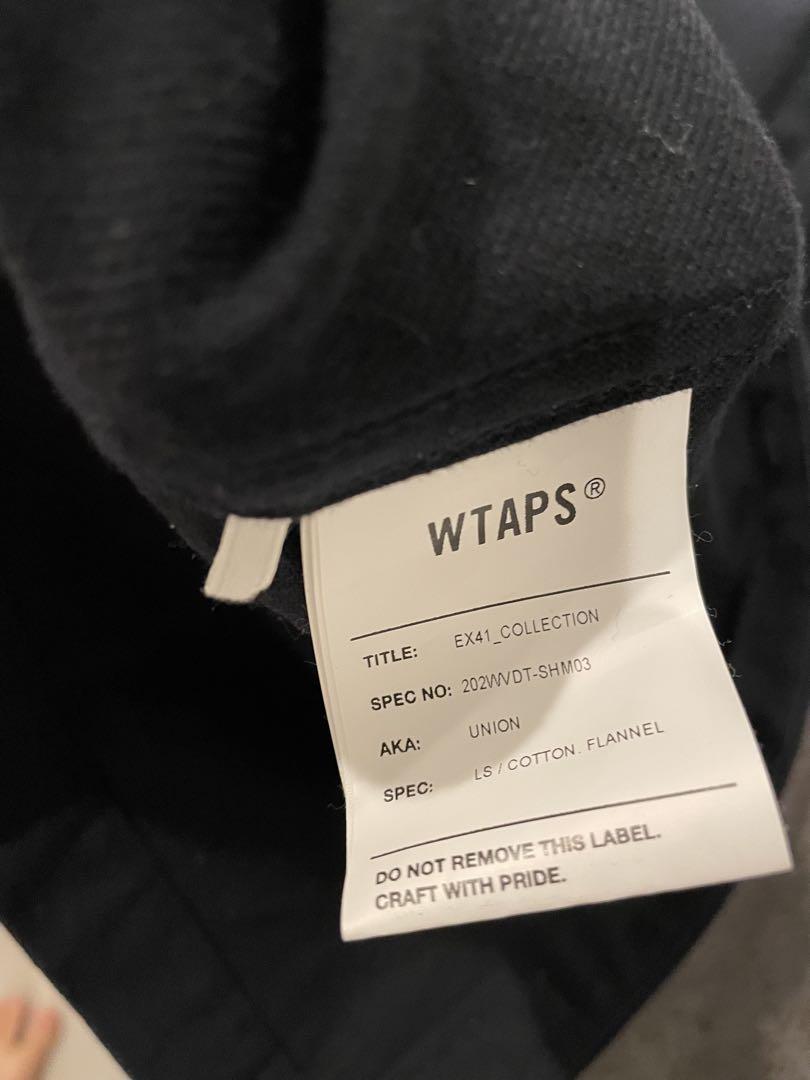 WTAPS®
TITLE: EX41_COLLECTION
SPEC NO: 202WVDT-SHM03
AKA: UNION
SPEC: LS / COTTON. FLANNEL
DO NOT REMOVE THIS LABEL.
CRAFT WITH PRIDE.